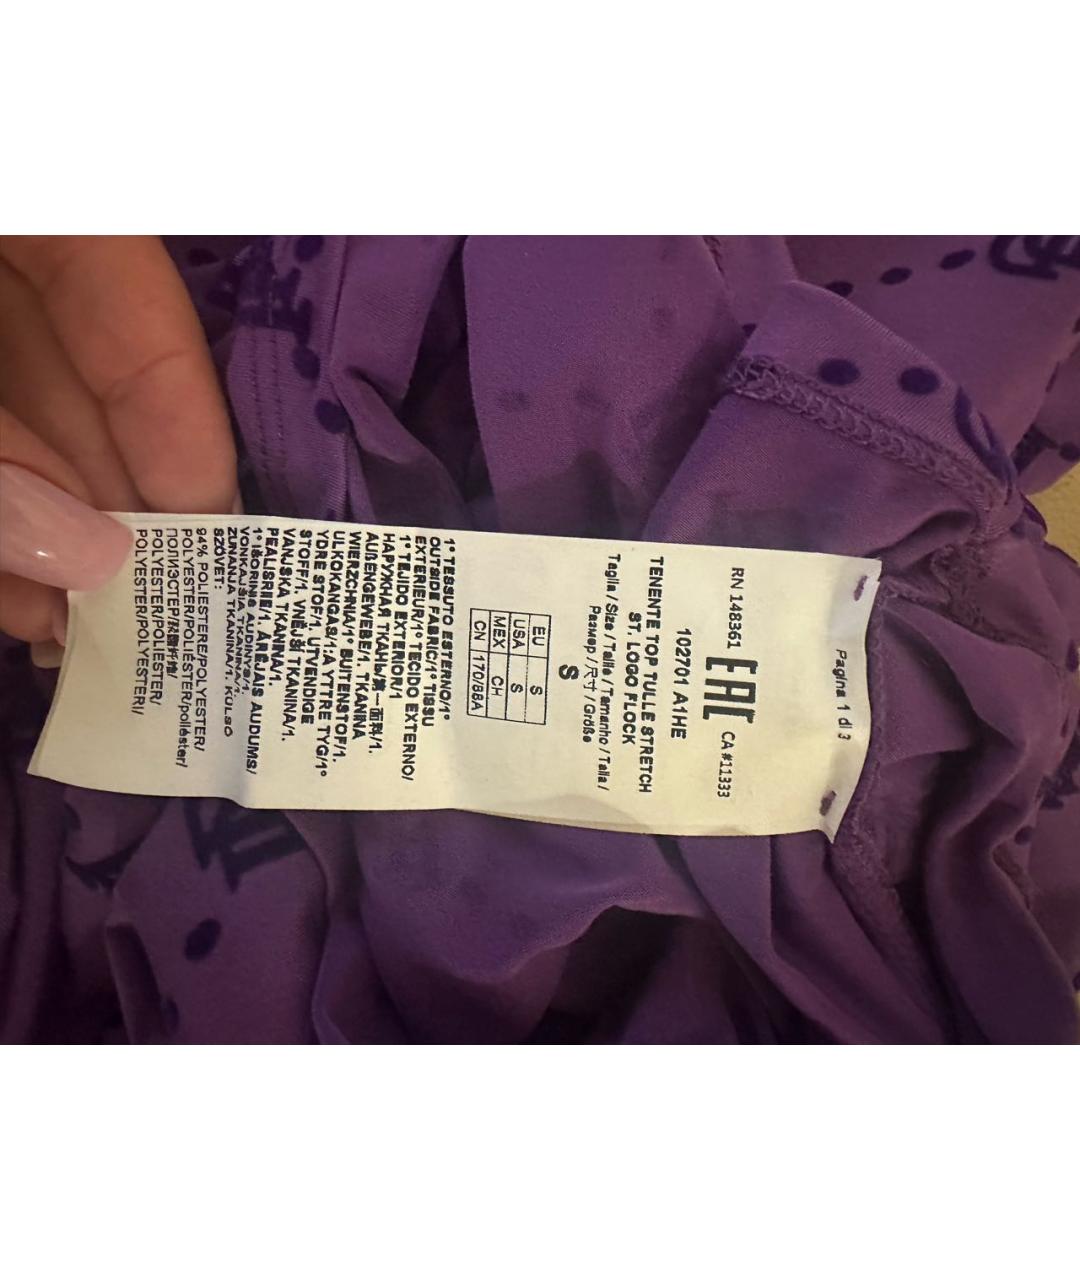 Pagina 1 di 3
RN 148361 EAC CA #11333
102701 A1HE
TENENTE TOP TULLE STRETCH
ST. LOGO FLOCK
Taglia / Size / Taille / Tamanho / Talla /
Размер / 尺寸 / Größe
S
EU S
USA S
MEX CH
CN 170/88A
1° TESSUTO ESTERNO/1°
OUTSIDE FABRIC/1° TISSU
EXTERIEUR/1° TECIDO EXTERNO/
1° TEJIDO EXTERIOR/1
НАРУЖНАЯ ТКАНЬ/第一面料/1.
AUßENGEWEBE/1. TKANINA
WIERZCHNIA/1° BUITENSTOF/1.
ULKOKANGAS/1.A YTTRE TYG/1°
YDRE STOF/1. UTVENDIGE
STOFF/1. VNĚJŠÍ TKANINA/1.
VANJSKA TKANINA/1.
PEALISRIIE/1. ĀRĒJAIS AUDUMS/
1° IŠORINIS AUDINYS/1.
VONKAJŠIA TKANINA/1.
ZUNANJA TKANINA/1. KÜLSŐ
SZÖVET:
94% POLIESTERE/POLYESTER/
POLYESTER/POLIÉSTER/poliéster/
ПОЛИЭСТЕР/聚酯纤维/
POLYESTER/POLIESTER/
POLYESTER/POLYESTERI/